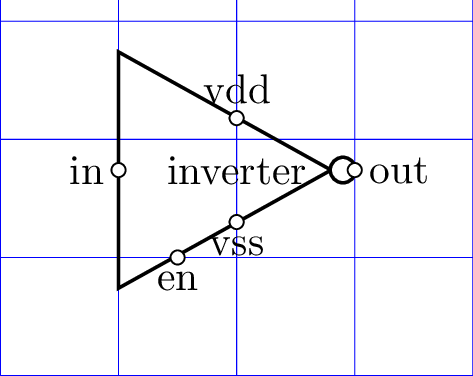 vdd
in inverter out
vss
en